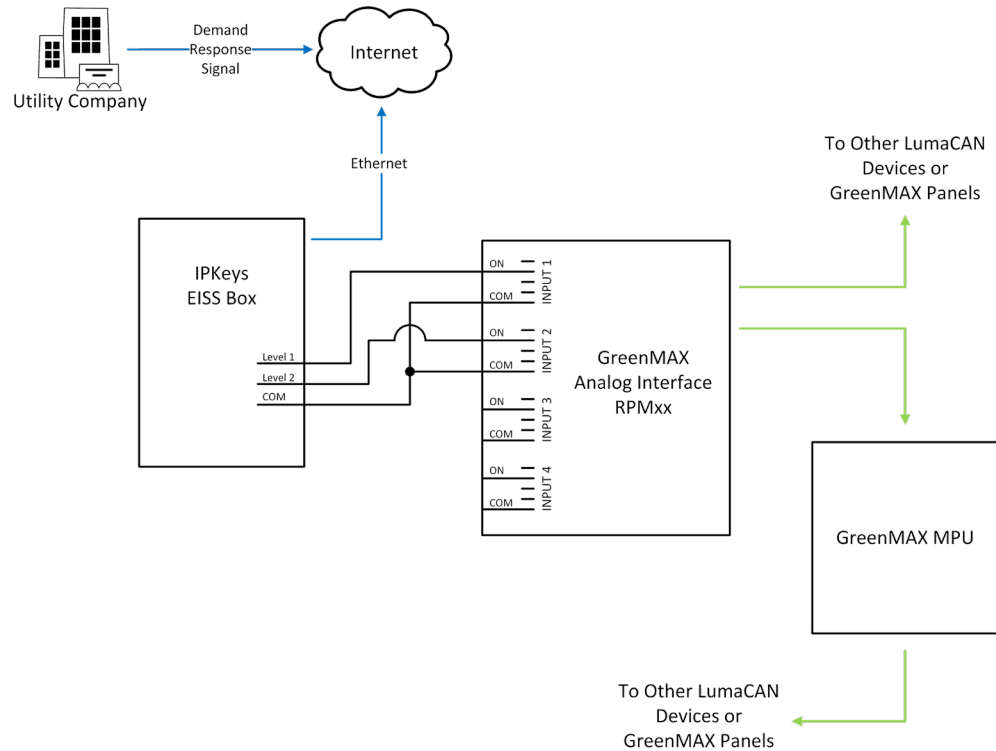 Demand
Response
Signal
Internet
Utility Company
Ethernet
To Other LumaCAN
Devices or
GreenMAX Panels
IPKeys
EISS Box
Level 1
Level 2
COM
ON
COM
INPUT 1
ON
COM
INPUT 2
ON
COM
INPUT 3
ON
COM
INPUT 4
GreenMAX
Analog Interface
RPMxx
GreenMAX MPU
To Other LumaCAN
Devices or
GreenMAX Panels